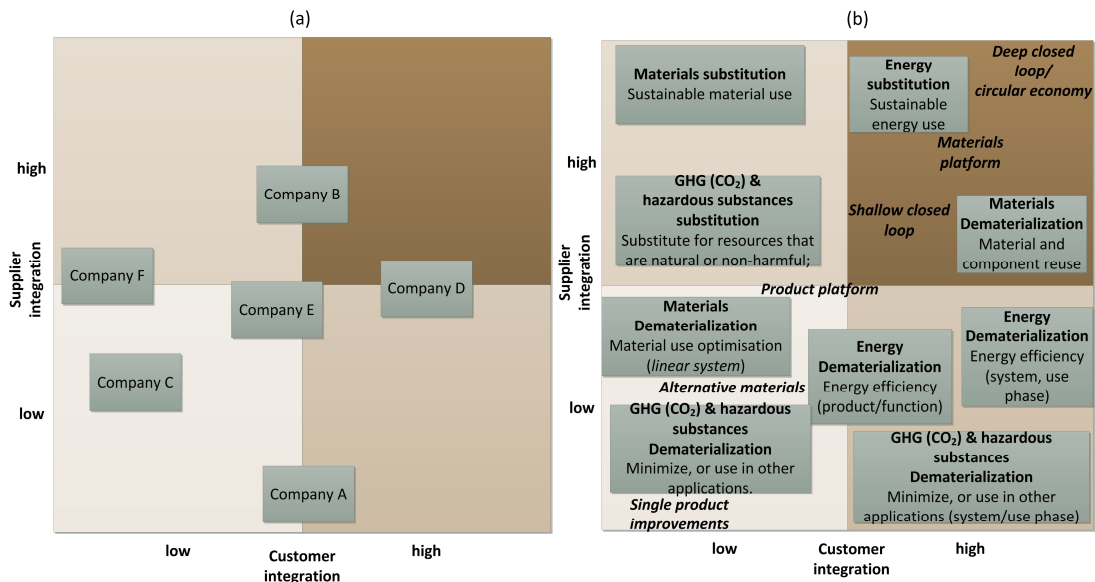 (a)
high
Supplier
integration
low
Company B
Company F
Company D
Company E
Company C
Company A
low
Customer
integration
high
(b)
high
Supplier
integration
low
Materials substitution
Sustainable material use
Energy
substitution
Sustainable
energy use
Deep closed
loop/
circular economy
Materials
platform
GHG (CO₂) &
hazardous substances
substitution
Substitute for resources that
are natural or non-harmful;
Shallow closed
loop
Materials
Dematerialization
Material and
component reuse
Product platform
Materials
Dematerialization
Material use optimisation
(linear system)
Energy
Dematerialization
Energy efficiency
(product/function)
Energy
Dematerialization
Energy efficiency
(system, use
phase)
Alternative materials
GHG (CO₂) & hazardous
substances
Dematerialization
Minimize, or use in other
applications.
GHG (CO₂) & hazardous
substances
Dematerialization
Minimize, or use in other
applications (system/use phase)
Single product
improvements
low
Customer
integration
high